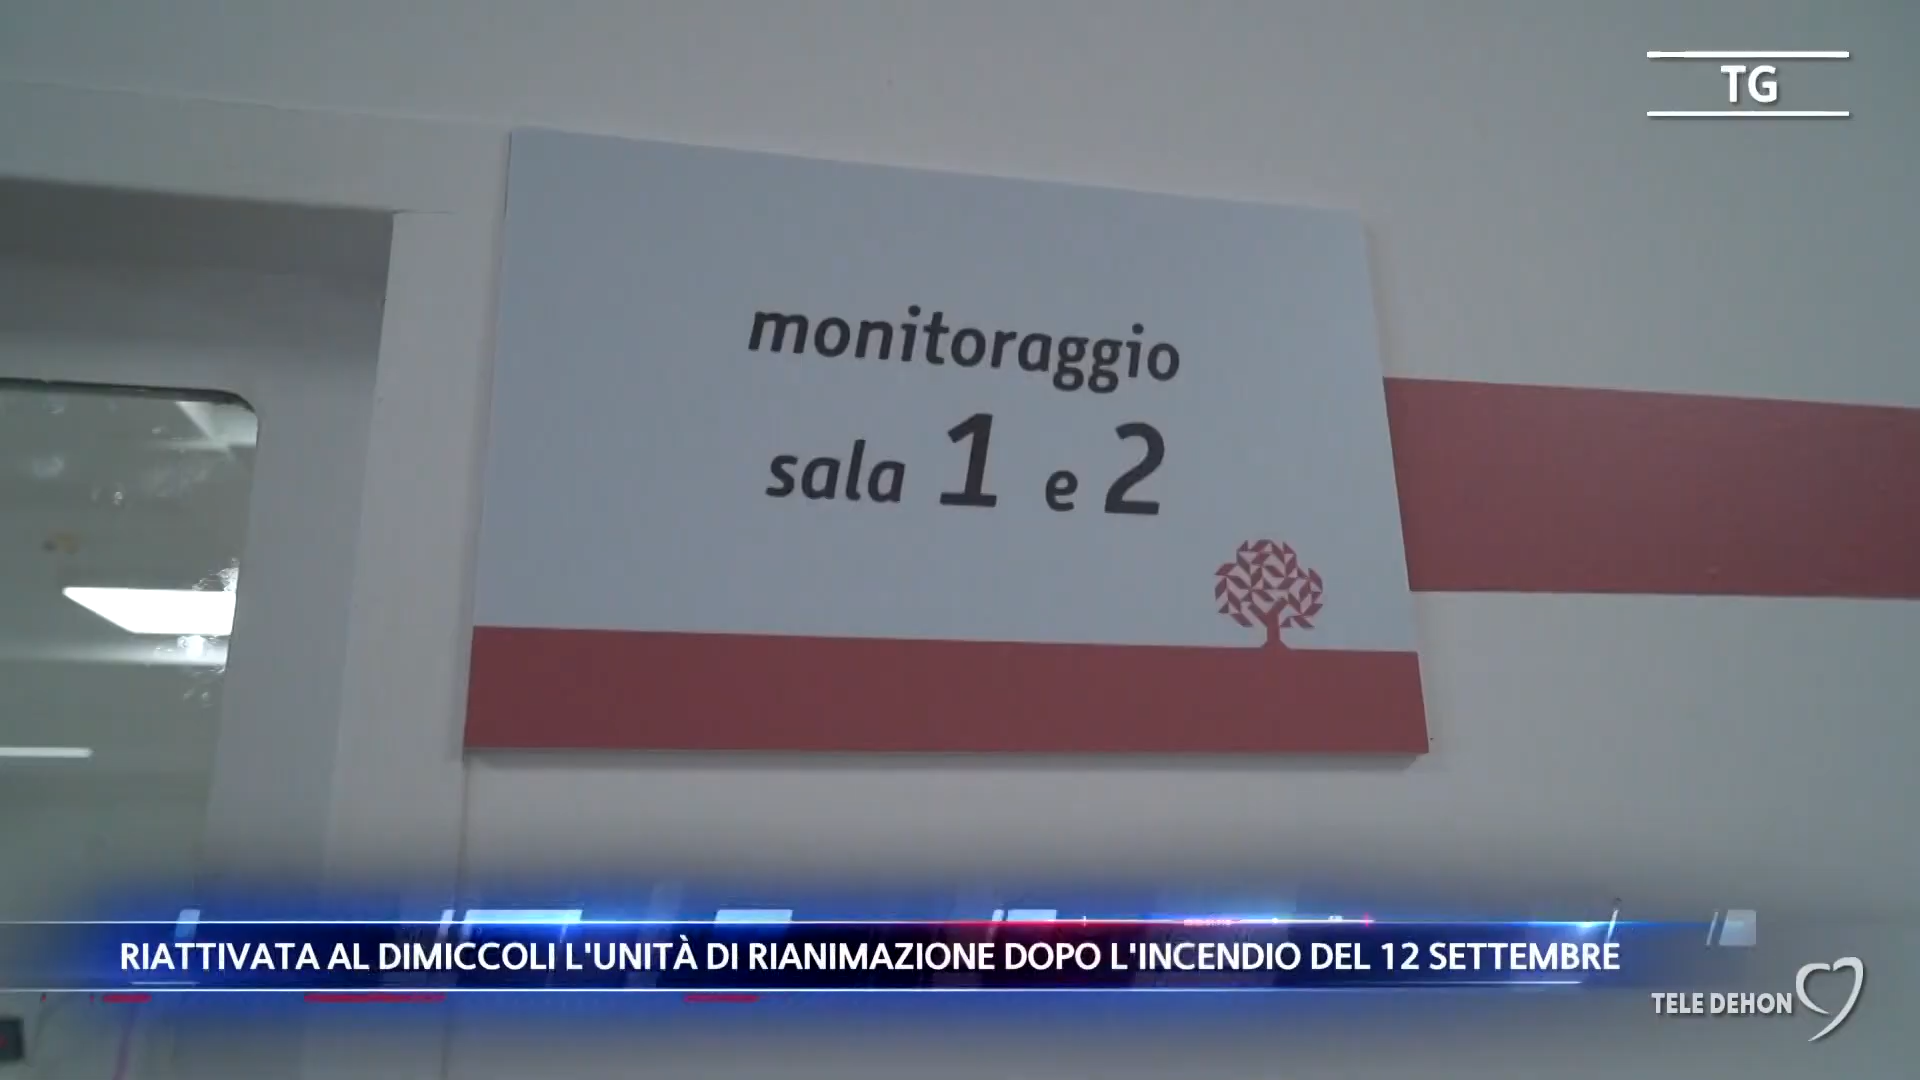 TG
monitoraggio
sala 1 e 2
RIATTIVATA AL DIMICCOLI L'UNITÀ DI RIANIMAZIONE DOPO L'INCENDIO DEL 12 SETTEMBRE
TELE DEHON